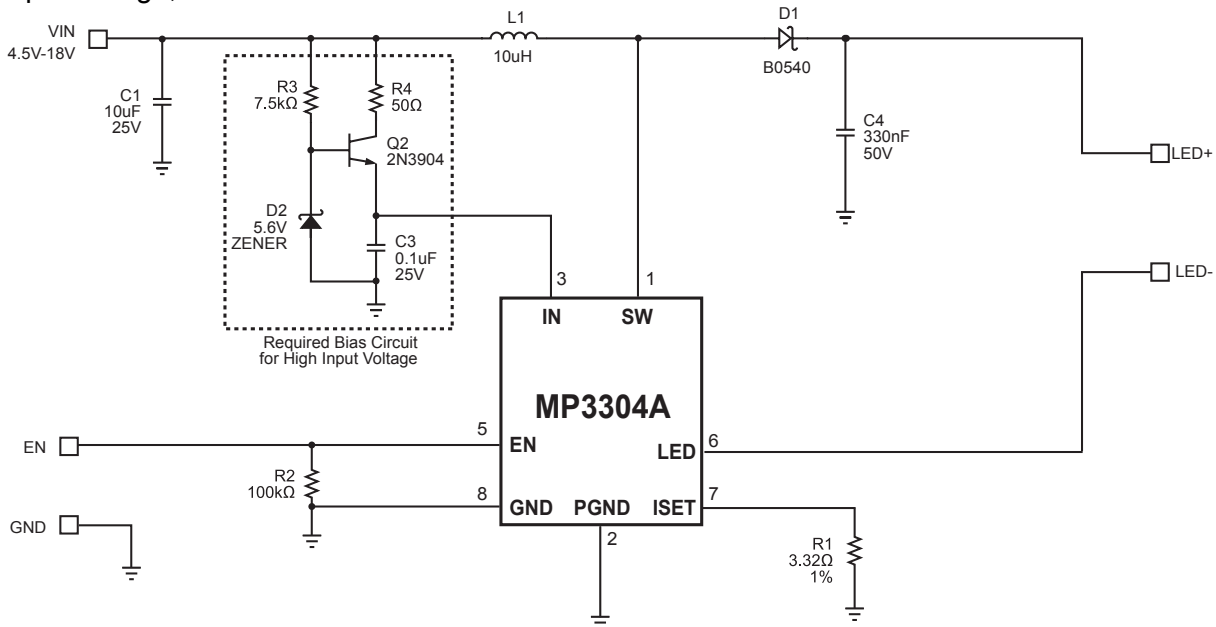 VIN
4.5V-18V
C1
10uF
25V
R3
7.5kΩ
R4
50Ω
Q2
2N3904
D2
5.6V
ZENER
C3
0.1uF
25V
Required Bias Circuit
for High Input Voltage
L1
10uH
D1
B0540
C4
330nF
50V
LED+
LED-
3
1
IN
SW
MP3304A
EN
5
EN
LED
6
R2
100kΩ
8
GND
PGND
ISET
7
GND
2
R1
3.32Ω
1%